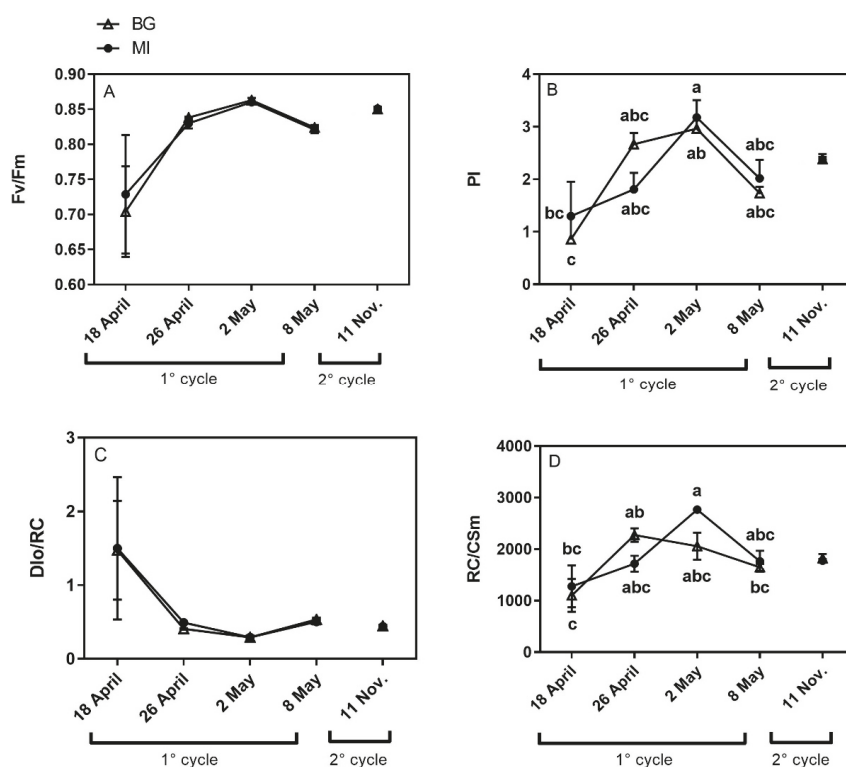 BG
MI
A
Fv/Fm
0.90
0.85
0.80
0.75
0.70
0.65
0.60
18 April
26 April
2 May
8 May
11 Nov.
1° cycle
2° cycle
B
PI
4
3
2
1
0
bc
c
abc
abc
a
ab
abc
abc
18 April
26 April
2 May
8 May
11 Nov.
1° cycle
2° cycle
C
DIo/RC
3
2
1
0
18 April
26 April
2 May
8 May
11 Nov.
1° cycle
2° cycle
D
RC/CSm
4000
3000
2000
1000
0
bc
c
ab
abc
a
abc
abc
bc
18 April
26 April
2 May
8 May
11 Nov.
1° cycle
2° cycle